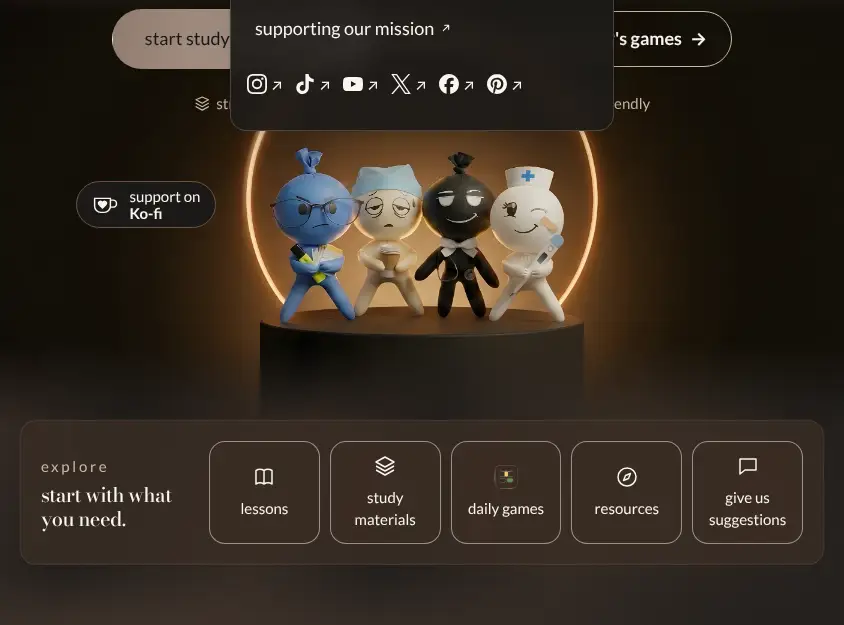 supporting our mission
start study
's games
endly
support on
Ko-fi
explore
start with what
you need.
lessons
study
materials
daily games
resources
give us
suggestions